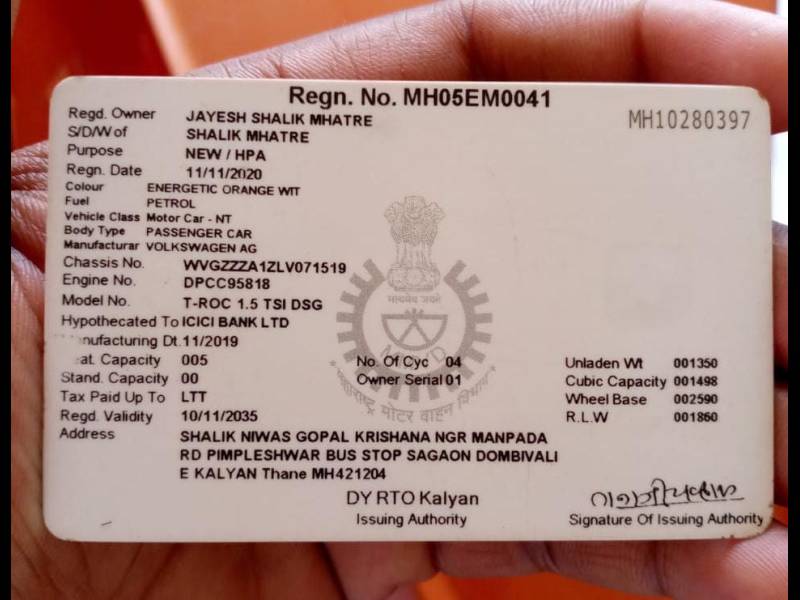 Regn. No. MH05EM0041
MH10280397
Regd. Owner JAYESH SHALIK MHATRE
S/D/W of SHALIK MHATRE
Purpose NEW / HPA
Regn. Date 11/11/2020
Colour ENERGETIC ORANGE WIT
Fuel PETROL
Vehicle Class Motor Car - NT
Body Type PASSENGER CAR
Manufacturar VOLKSWAGEN AG
Chassis No. WVGZZZA1ZLV071519
Engine No. DPCC95818
Model No. T-ROC 1.5 TSI DSG
Hypothecated To ICICI BANK LTD
nufacturing Dt. 11/2019
at. Capacity 005 No. Of Cyc 04 Unladen Wt 001350
Stand. Capacity 00 Owner Serial 01 Cubic Capacity 001498
Tax Paid Up To LTT Wheel Base 002590
Regd. Validity 10/11/2035 R.L.W 001860
Address SHALIK NIWAS GOPAL KRISHANA NGR MANPADA
RD PIMPLESHWAR BUS STOP SAGAON DOMBIVALI
E KALYAN Thane MH421204
DY RTO Kalyan
Issuing Authority
Signature Of Issuing Authority
सत्यमेव जयते
M V D
महाराष्ट्र मोटर वाहन विभाग